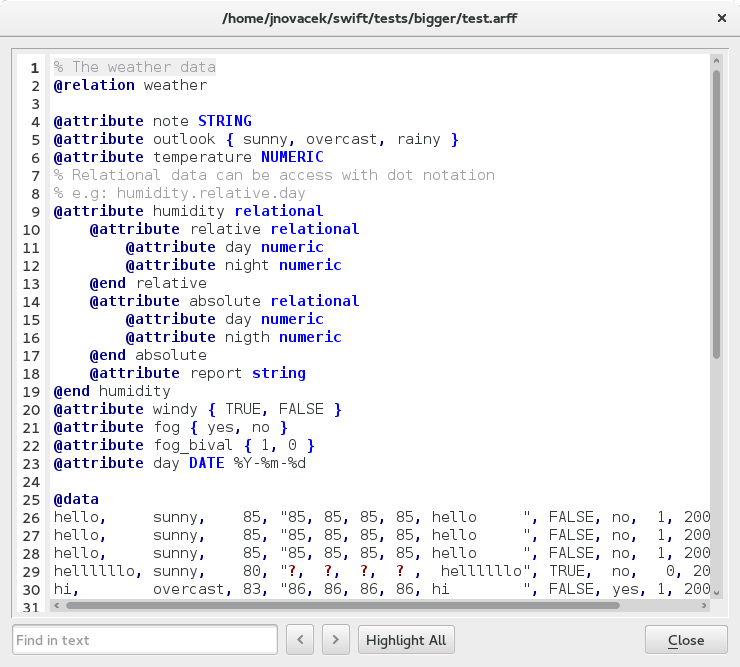 /home/jnovacek/swift/tests/bigger/test.arff
1 % The weather data
2 @relation weather
3
4 @attribute note STRING
5 @attribute outlook { sunny, overcast, rainy }
6 @attribute temperature NUMERIC
7 % Relational data can be access with dot notation
8 % e.g: humidity.relative.day
9 @attribute humidity relational
10     @attribute relative relational
11         @attribute day numeric
12         @attribute night numeric
13     @end relative
14     @attribute absolute relational
15         @attribute day numeric
16         @attribute nigth numeric
17     @end absolute
18     @attribute report string
19 @end humidity
20 @attribute windy { TRUE, FALSE }
21 @attribute fog { yes, no }
22 @attribute fog_bival { 1, 0 }
23 @attribute day DATE %Y-%m-%d
24
25 @data
26 hello,     sunny,    85, "85, 85, 85, 85, hello     ", FALSE, no,  1, 200
27 hello,     sunny,    85, "85, 85, 85, 85, hello     ", FALSE, no,  1, 200
28 hello,     sunny,    85, "85, 85, 85, 85, hello     ", FALSE, no,  1, 200
29 hellllllo, sunny,    80, "?,  ?,  ?,  ? ,  hellllllo", TRUE,  no,   0, 20
30 hi,        overcast, 83, "86, 86, 86, 86, hi        ", FALSE, yes, 1, 200
31
Find in text
< > Highlight All Close